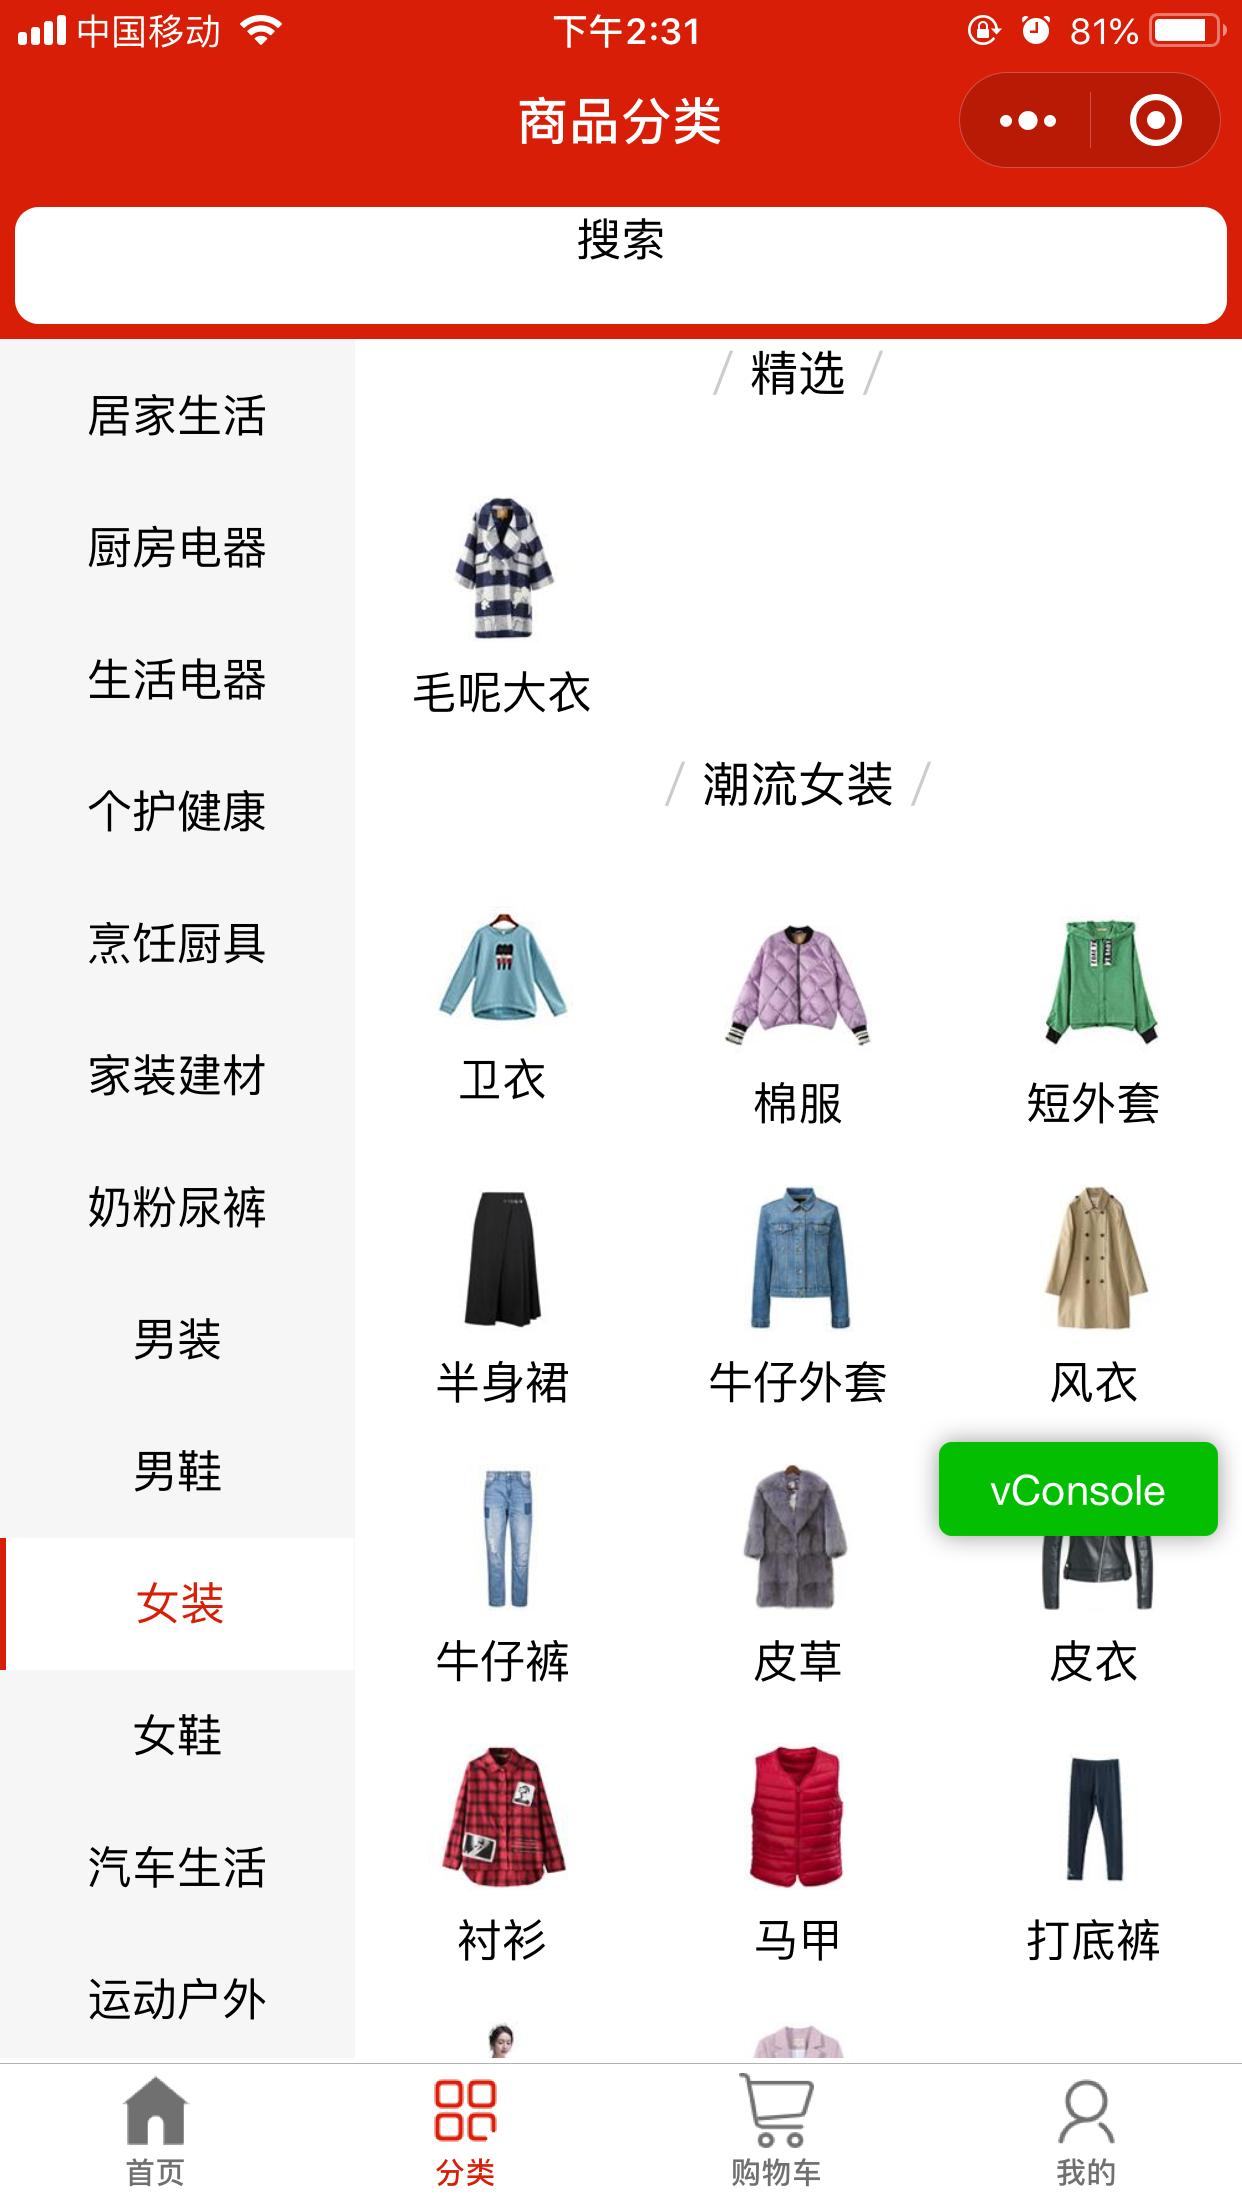 中国移动
下午2:31
81%
商品分类
搜索
居家生活
厨房电器
生活电器
个护健康
烹饪厨具
家装建材
奶粉尿裤
男装
男鞋
女装
女鞋
汽车生活
运动户外
/ 精选 /
毛呢大衣
/ 潮流女装 /
卫衣
棉服
短外套
半身裙
牛仔外套
风衣
vConsole
牛仔裤
皮草
皮衣
衬衫
马甲
打底裤
首页
分类
购物车
我的